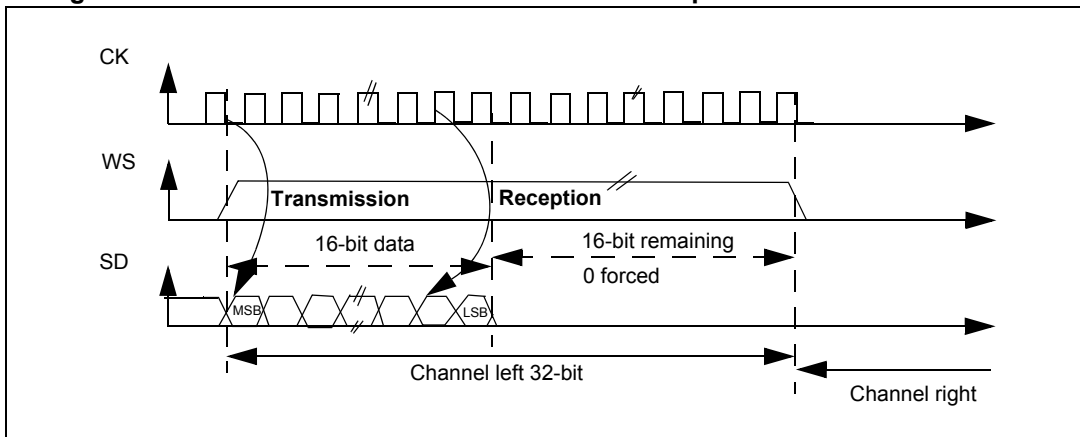 CK
WS
Transmission Reception
16-bit data 16-bit remaining
SD 0 forced
MSB LSB
Channel left 32-bit
Channel right